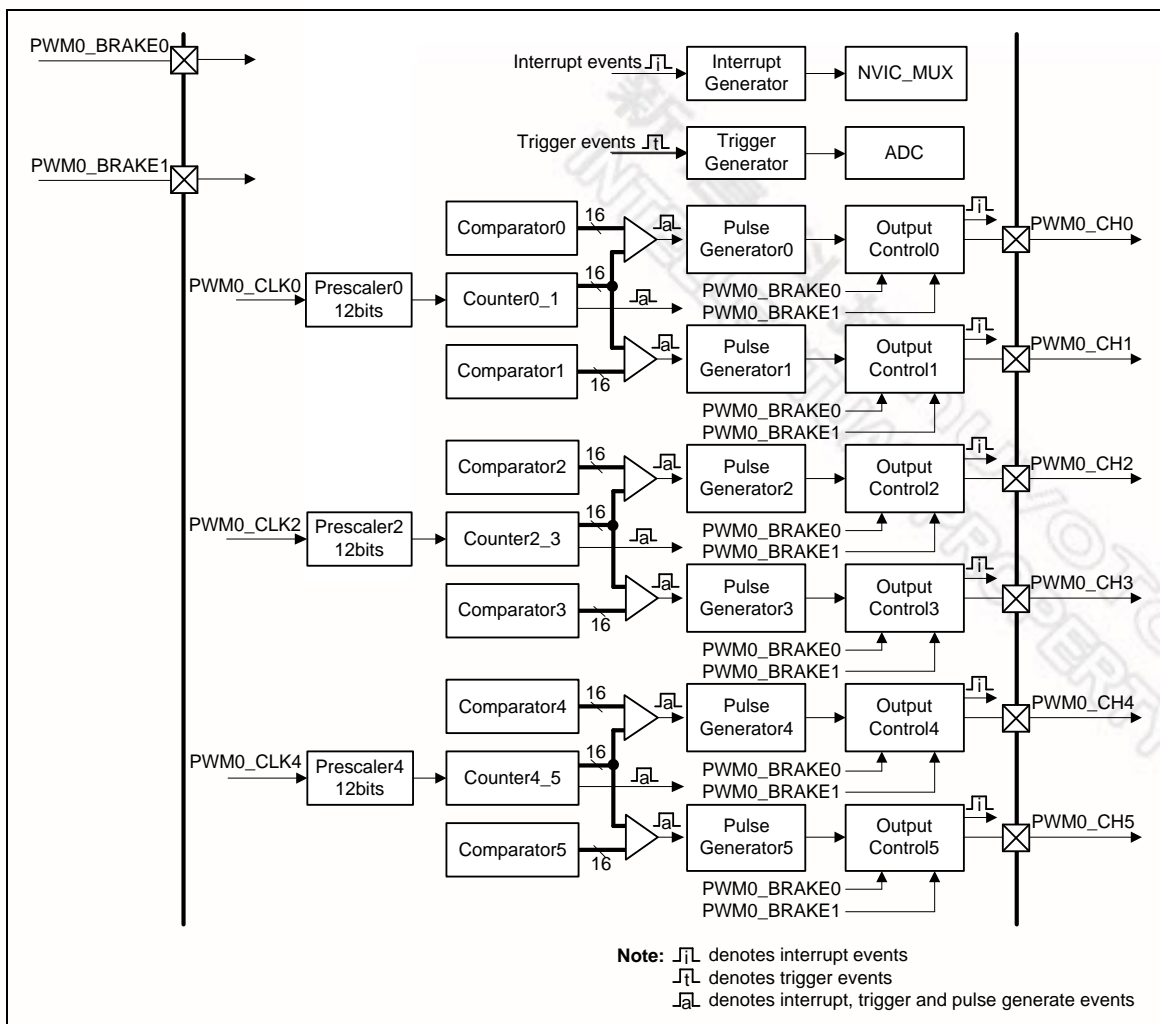 PWM0_BRAKE0
PWM0_BRAKE1
Interrupt events i
Interrupt
Generator
NVIC_MUX
Trigger events t
Trigger
Generator
ADC
Comparator0
16
a
Pulse
Generator0
Output
Control0
i
PWM0_CH0
PWM0_CLK0
Prescaler0
12bits
Counter0_1
16
a
PWM0_BRAKE0
PWM0_BRAKE1
Comparator1
16
a
Pulse
Generator1
Output
Control1
i
PWM0_CH1
PWM0_BRAKE0
PWM0_BRAKE1
Comparator2
16
a
Pulse
Generator2
Output
Control2
i
PWM0_CH2
PWM0_CLK2
Prescaler2
12bits
Counter2_3
16
a
PWM0_BRAKE0
PWM0_BRAKE1
Comparator3
16
a
Pulse
Generator3
Output
Control3
i
PWM0_CH3
PWM0_BRAKE0
PWM0_BRAKE1
Comparator4
16
a
Pulse
Generator4
Output
Control4
i
PWM0_CH4
PWM0_CLK4
Prescaler4
12bits
Counter4_5
16
a
PWM0_BRAKE0
PWM0_BRAKE1
Comparator5
16
a
Pulse
Generator5
Output
Control5
i
PWM0_CH5
PWM0_BRAKE0
PWM0_BRAKE1
Note: i denotes interrupt events
t denotes trigger events
a denotes interrupt, trigger and pulse generate events